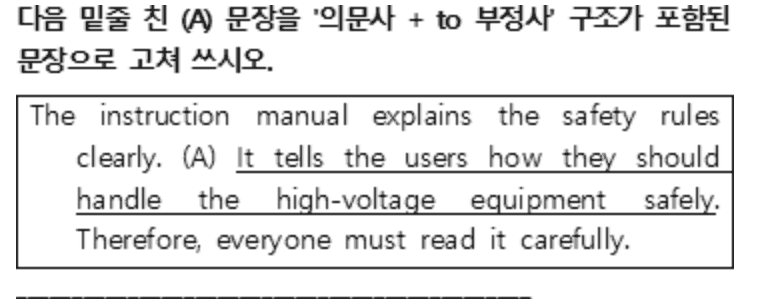 다음 밑줄 친 (A) 문장을 '의문사 + to 부정사' 구조가 포함된
문장으로 고쳐 쓰시오.
The instruction manual explains the safety rules
clearly. (A) It tells the users how they should
handle the high-voltage equipment safely.
Therefore, everyone must read it carefully.